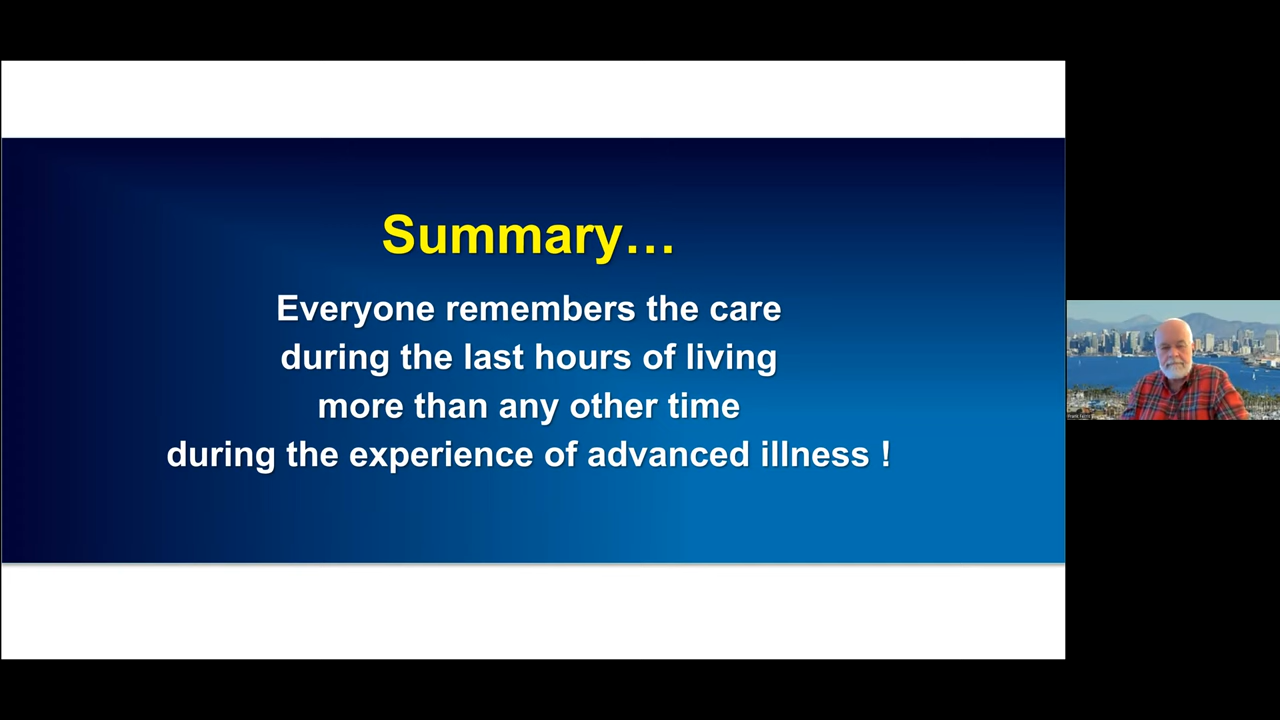 Summary…
Everyone remembers the care
during the last hours of living
more than any other time
during the experience of advanced illness !